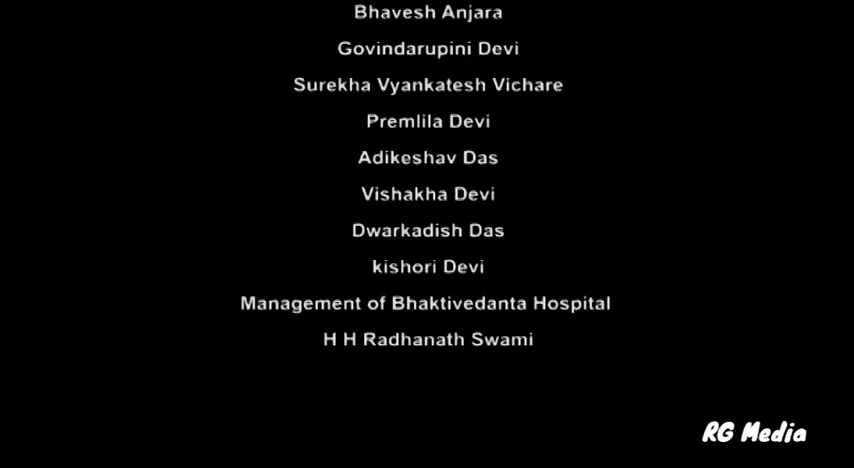 Bhavesh Anjara
Govindarupini Devi
Surekha Vyankatesh Vichare
Premlila Devi
Adikeshav Das
Vishakha Devi
Dwarkadish Das
kishori Devi
Management of Bhaktivedanta Hospital
H H Radhanath Swami
RG Media